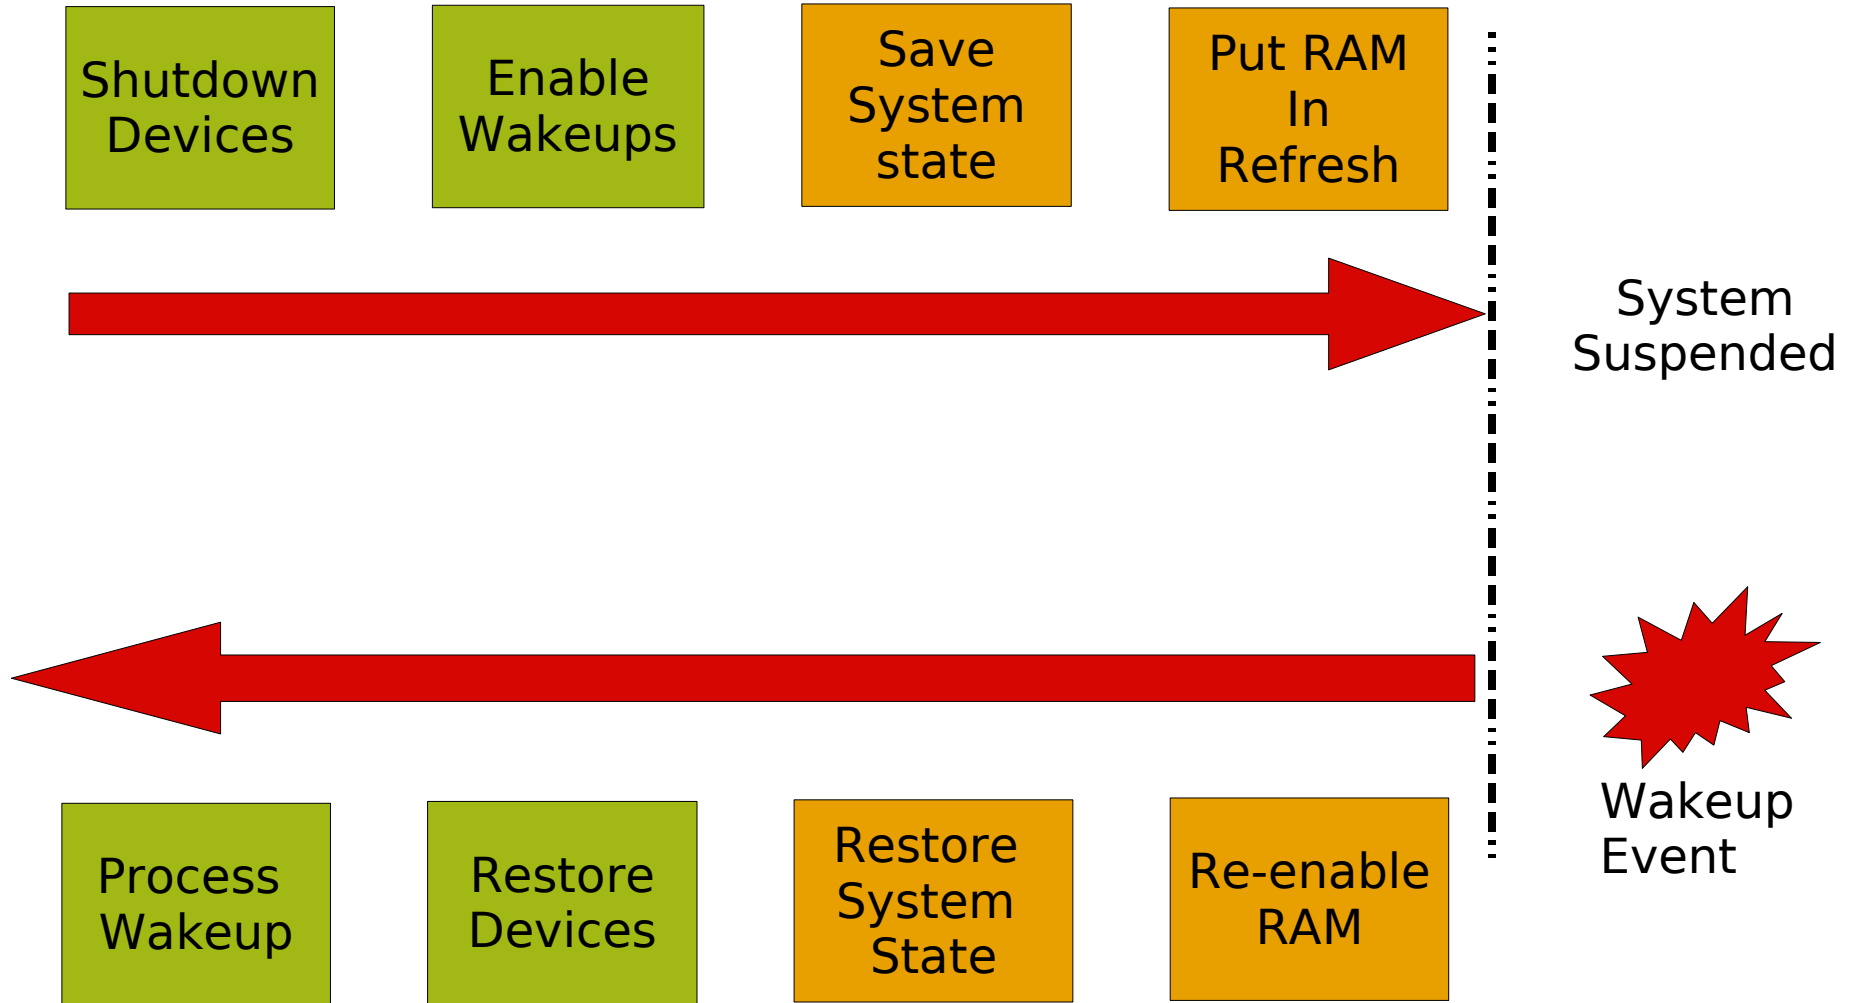 Shutdown
Devices
Enable
Wakeups
Save
System
state
Put RAM
In
Refresh
System
Suspended
Wakeup
Event
Process
Wakeup
Restore
Devices
Restore
System
State
Re-enable
RAM